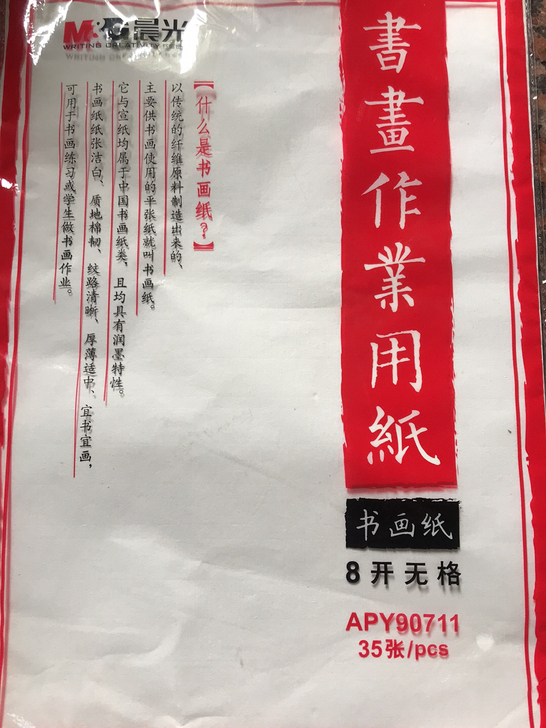 M&G晨光
WRITING CREATIVITY
書畫作業用紙
书画纸
8开无格
APY90711
35张/pcs
【什么是书画纸？】
以传统的纤维原料制造出来的、
主要供书画使用的平张纸就叫书画纸。
它与宣纸均属于中国书画纸类、且均具有润墨特性。
书画纸纸张洁白、质地棉韧、纹路清晰、厚薄适中、宜书宜画，
可用于书画练习或学生做书画作业。